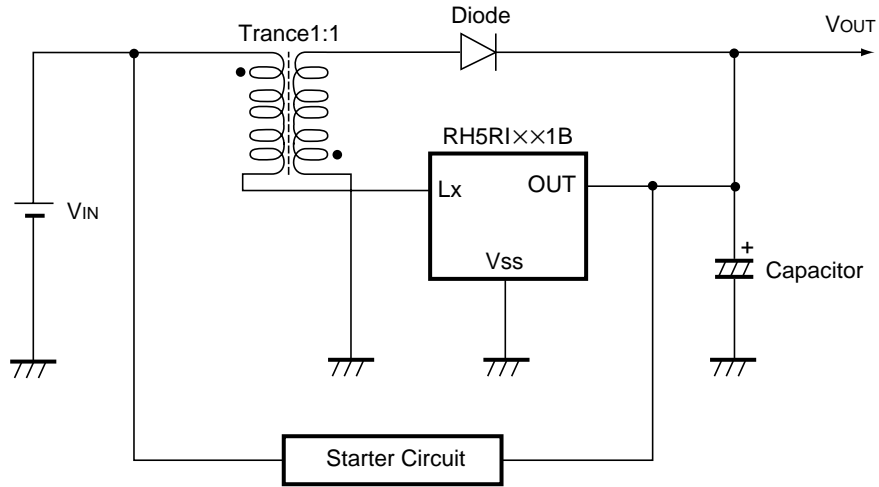 Diode
VOUT
Trance1:1
RH5RI××1B
Lx
OUT
VIN
Vss
+
Capacitor
Starter Circuit